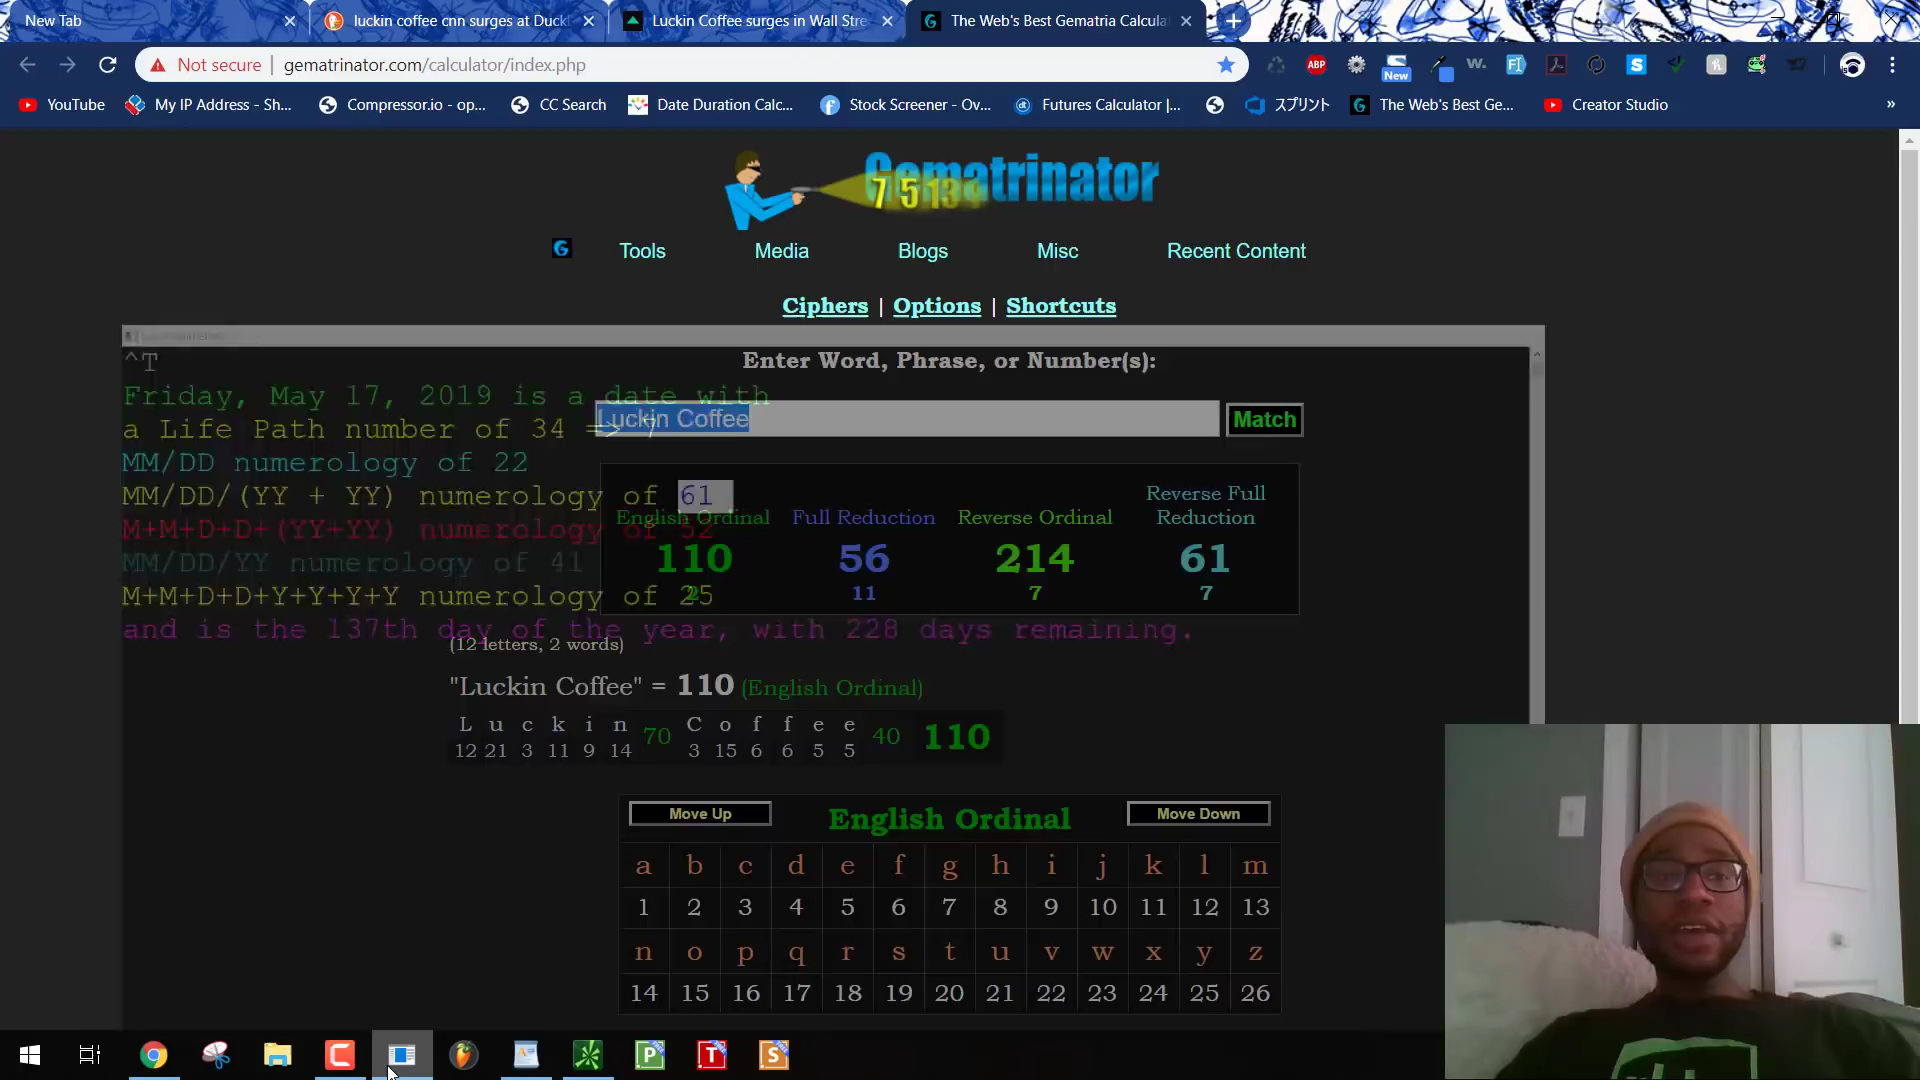 New Tab
luckin coffee cnn surges at Duckl
Luckin Coffee surges in Wall Stre
The Web's Best Gematria Calcula
Not secure
gematrinator.com/calculator/index.php
ABP
New
YouTube
My IP Address - Sh...
Compressor.io - op...
CC Search
Date Duration Calc...
Stock Screener - Ov...
Futures Calculator |...
スプリント
The Web's Best Ge...
Creator Studio
»
7 5 13
Gematrinator
Tools
Media
Blogs
Misc
Recent Content
Ciphers | Options | Shortcuts
^T
Enter Word, Phrase, or Number(s):
Friday, May 17, 2019 is a date with
Luckin Coffee
Match
a Life Path number of 34 => 7
MM/DD numerology of 22
MM/DD/(YY + YY) numerology of 61
M+M+D+D+(YY+YY) numerology of 52
MM/DD/YY numerology of 41
M+M+D+D+Y+Y+Y+Y numerology of 25
and is the 137th day of the year, with 228 days remaining.
English Ordinal
Full Reduction
Reverse Ordinal
Reverse Full
Reduction
110 56 214 61
2 11 7 7
(12 letters, 2 words)
"Luckin Coffee" = 110 (English Ordinal)
L u c k i n 70 C o f f e e 40 110
12 21 3 11 9 14 3 15 6 6 5 5
Move Up
English Ordinal
Move Down
a b c d e f g h i j k l m
1 2 3 4 5 6 7 8 9 10 11 12 13
n o p q r s t u v w x y z
14 15 16 17 18 19 20 21 22 23 24 25 26
P
T
S